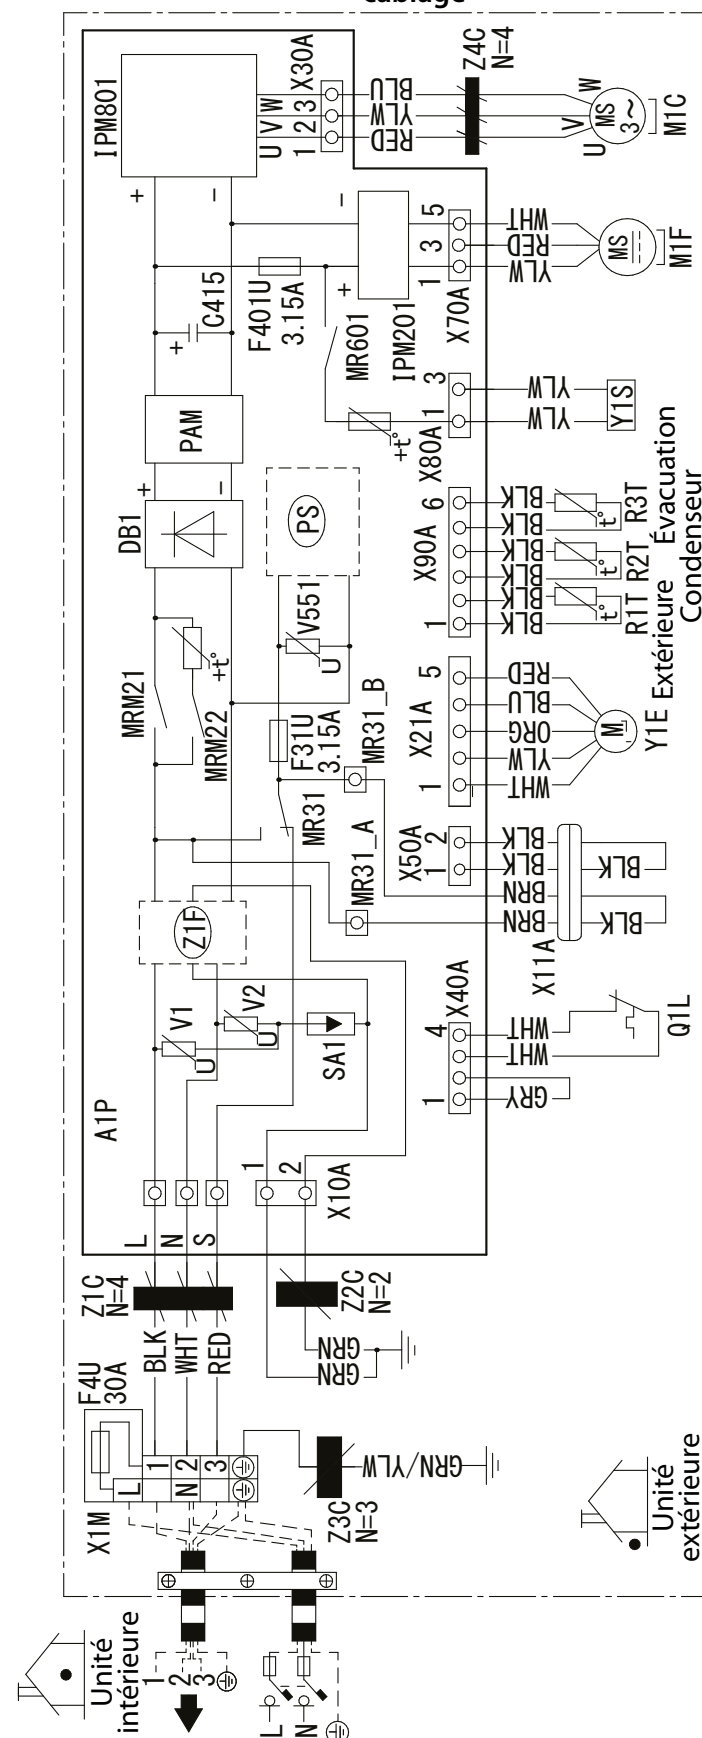 câblage
IPM801
U V W
1 2 3
X30A
RED
YLW
BLU
Z4C
N=4
U
V
W
MS
3~
M1C
+
−
C415
+
F401U
3.15A
MR601
+
−
IPM201
1 3 5
X70A
YLW
RED
WHT
MS
M1F
PAM
DB1
+
−
+t°
1 3
X80A
YLW
YLW
Y1S
PS
V551
U
1 6
X90A
BLK
BLK
BLK
BLK
BLK
BLK
t°
t°
t°
R1T
R2T
R3T
Extérieure
Évacuation
Condenseur
MRM21
MRM22
+t°
F31U
3.15A
MR31_B
MR31
MR31_A
1 5
X21A
WHT
YLW
ORG
BLU
RED
M
Y1E
1 2
X50A
BRN
BRN
BLK
BLK
X11A
BLK
BLK
Z1F
V1
U
V2
U
SA1
1 4
X40A
GRY
WHT
WHT
Q1L
A1P
L
N
S
1
2
X10A
Z1C
N=4
BLK
WHT
RED
Z2C
N=2
GRN
GRN
F4U
30A
X1M
L
N
1
2
3
Z3C
N=3
GRN/YLW
Unité
extérieure
Unité
intérieure
1
2
3
L
N